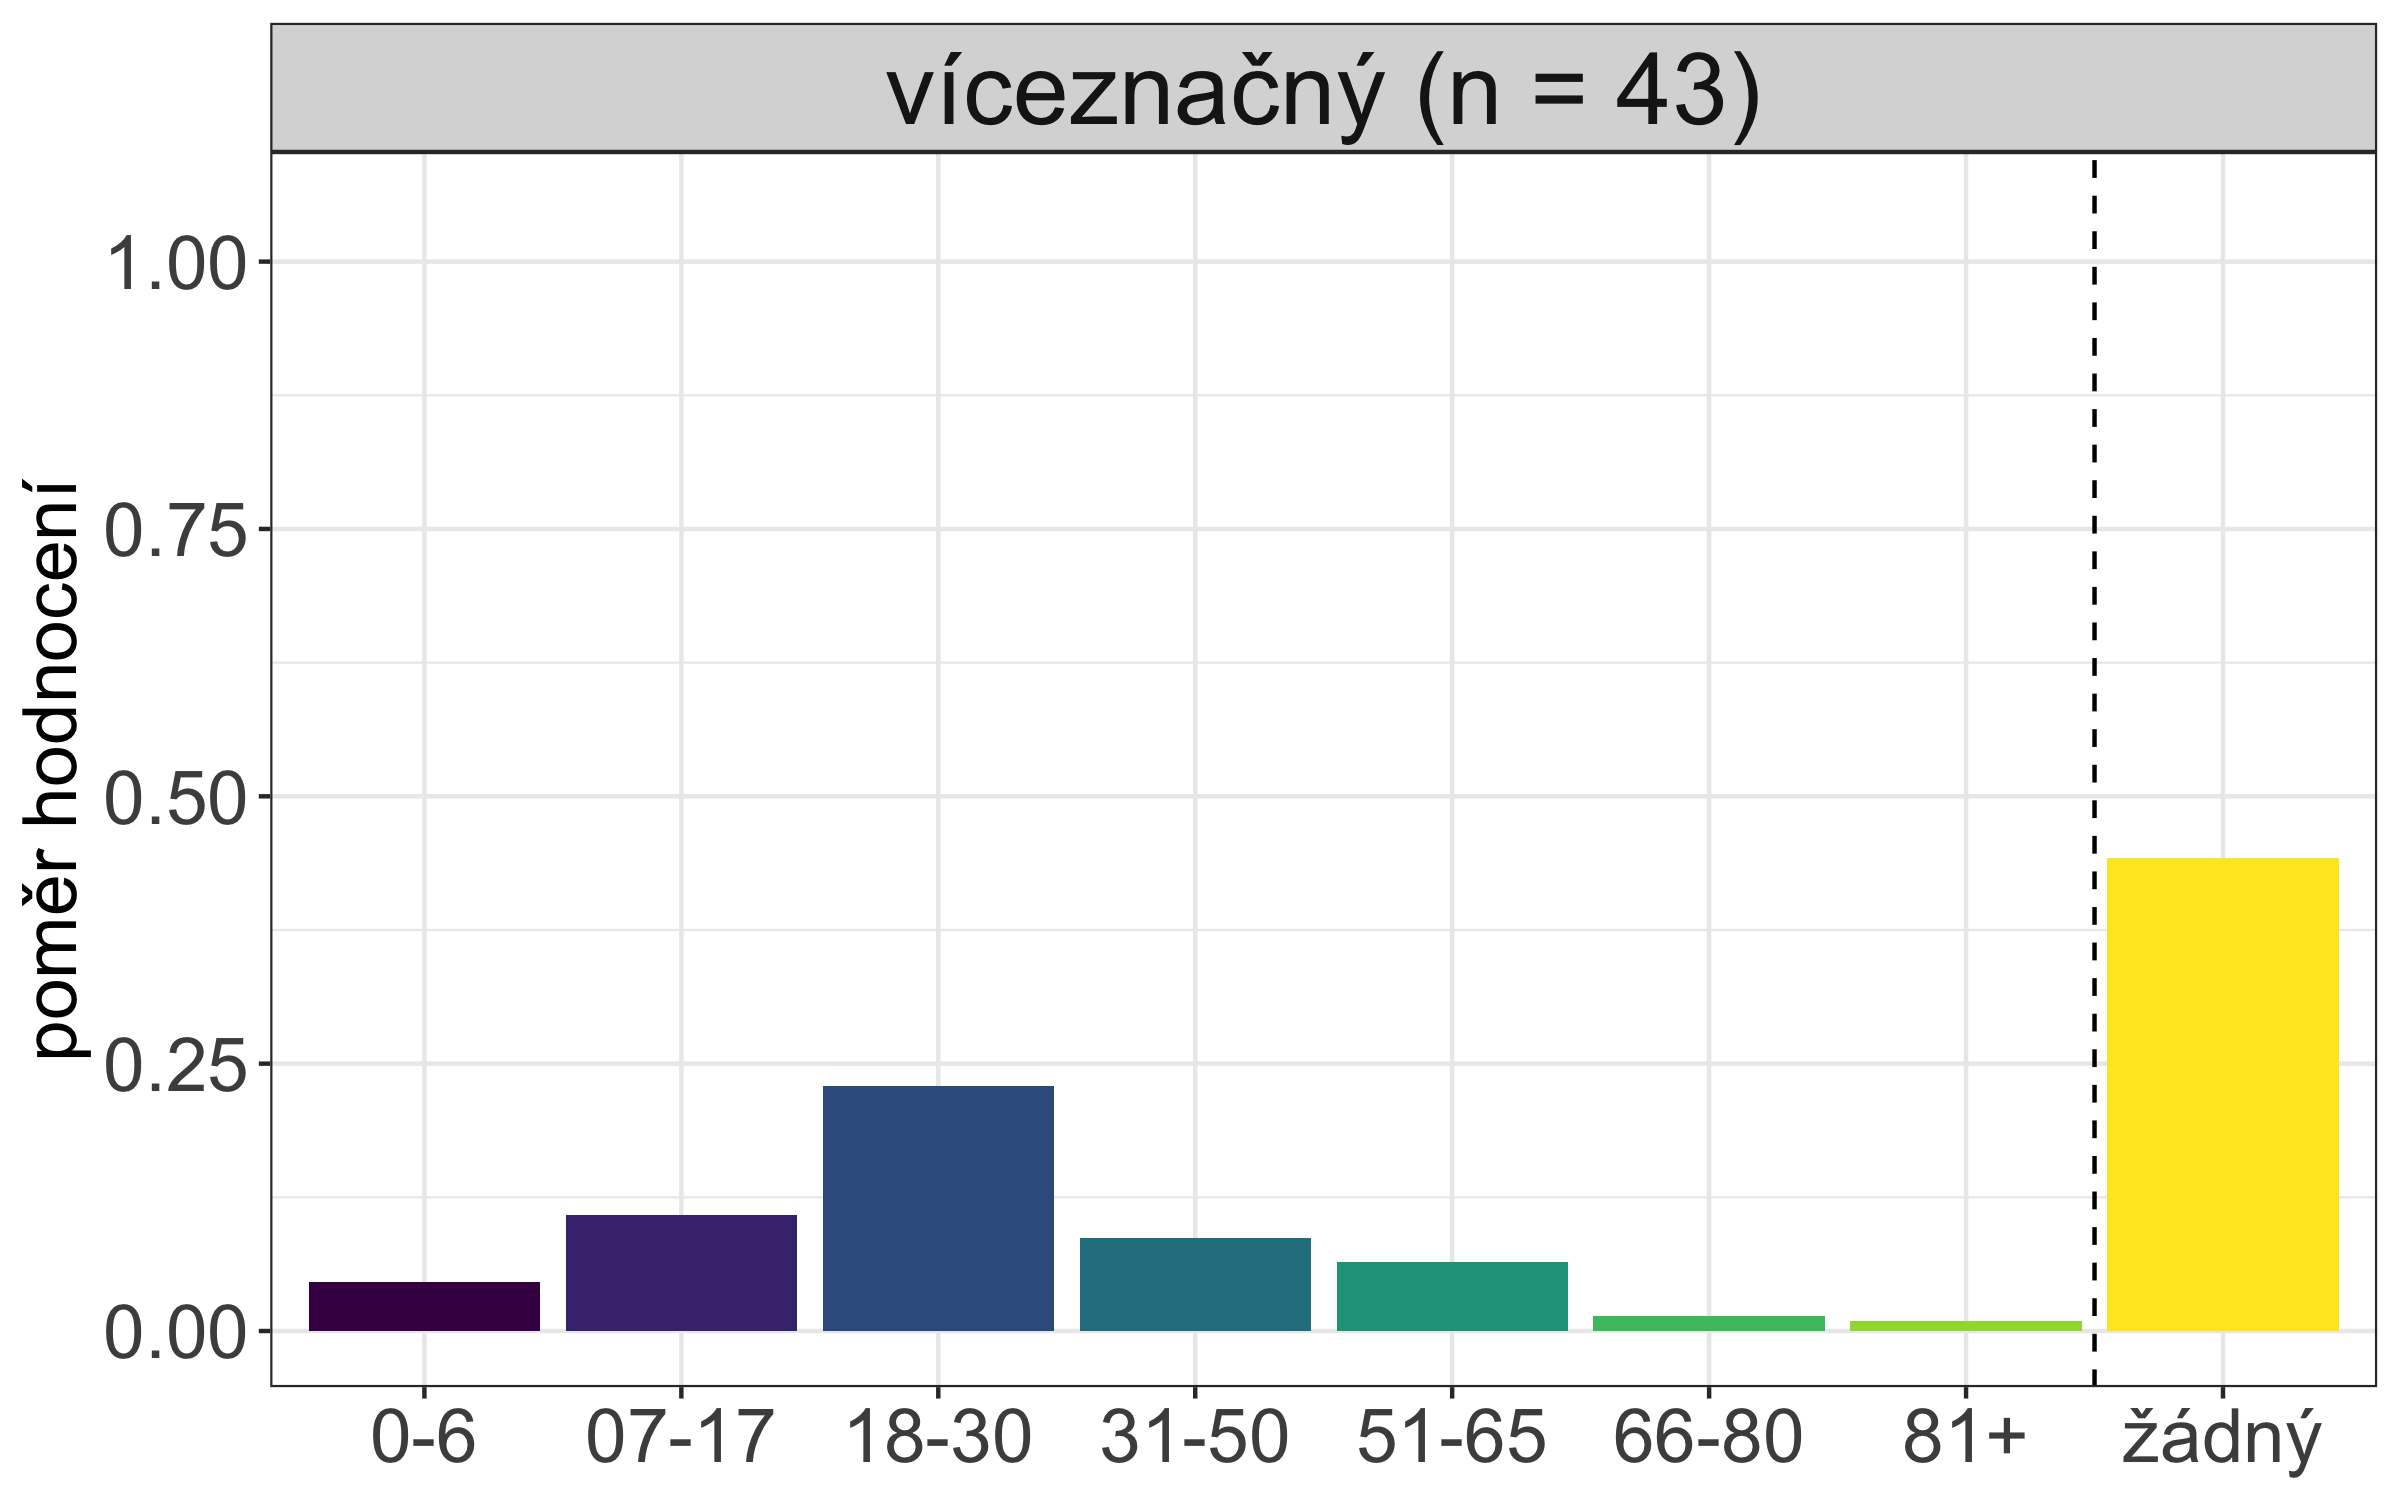 víceznačný (n = 43)
poměr hodnocení
1.00
0.75
0.50
0.25
0.00
0-6 07-17 18-30 31-50 51-65 66-80 81+ žádný